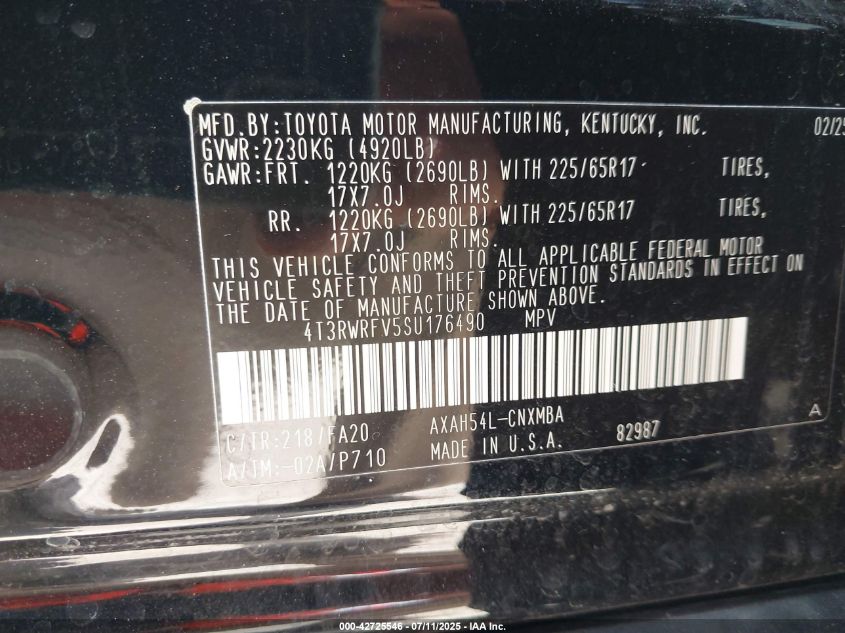 MFD.BY:TOYOTA MOTOR MANUFACTURING, KENTUCKY, INC. 02/25
GVWR:2230KG (4920LB)
GAWR:FRT. 1220KG (2690LB) WITH 225/65R17 TIRES,
17X7.0J RIMS.
RR. 1220KG (2690LB) WITH 225/65R17 TIRES,
17X7.0J RIMS.
THIS VEHICLE CONFORMS TO ALL APPLICABLE FEDERAL MOTOR
VEHICLE SAFETY AND THEFT PREVENTION STANDARDS IN EFFECT ON
THE DATE OF MANUFACTURE SHOWN ABOVE.
4T3RWRFV5SU176490 MPV
C/TR:218/FA20 AXAH54L-CNXMBA
A/TM:-02A/P710 MADE IN U.S.A. 82987 A
000-42725546 - 07/11/2025 - IAA Inc.